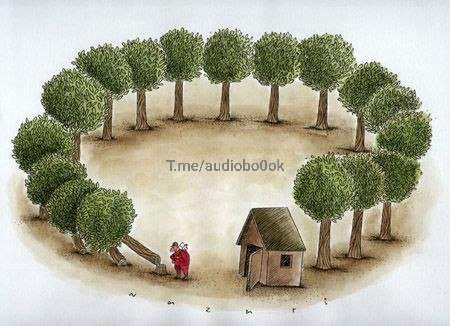 T.me/audiobo0ok
n a z a r i